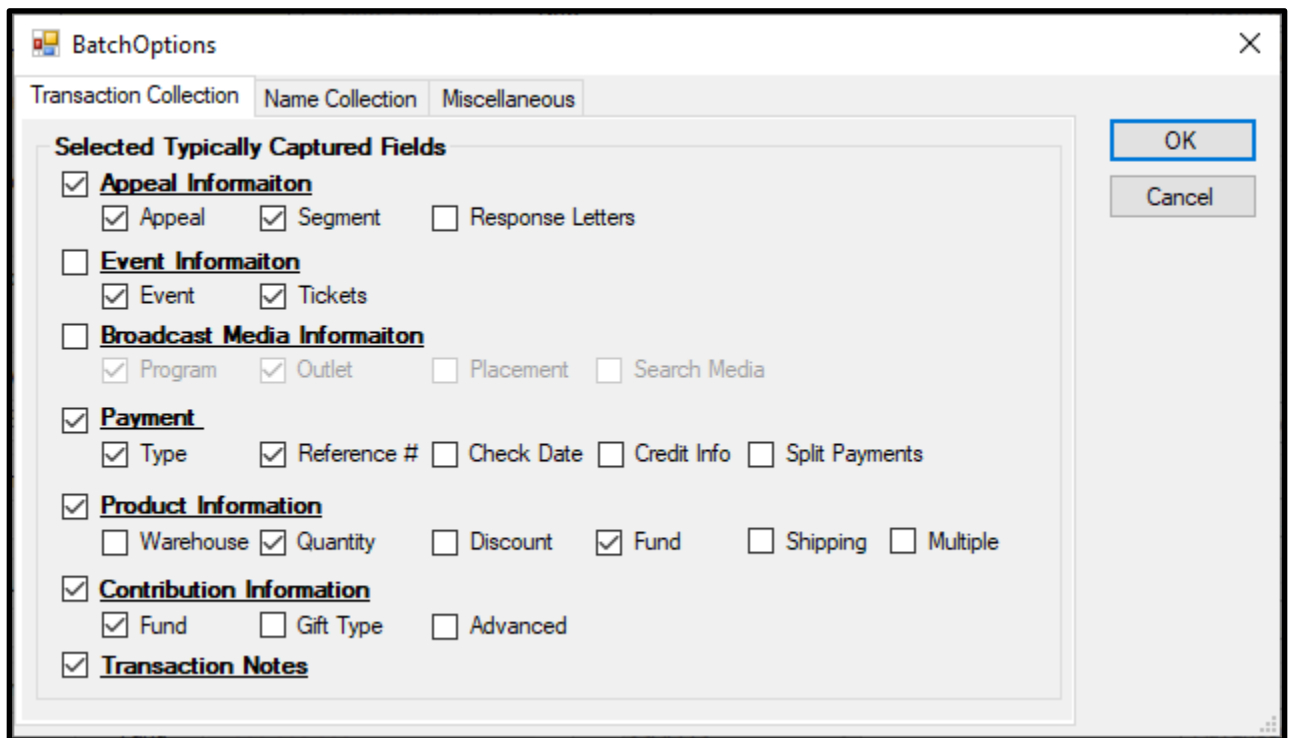 BatchOptions
Transaction Collection Name Collection Miscellaneous
Selected Typically Captured Fields
OK
Appeal Informaiton
Cancel
Appeal Segment Response Letters
Event Informaiton
Event Tickets
Broadcast Media Informaiton
Program Outlet Placement Search Media
Payment
Type Reference # Check Date Credit Info Split Payments
Product Information
Warehouse Quantity Discount Fund Shipping Multiple
Contribution Information
Fund Gift Type Advanced
Transaction Notes